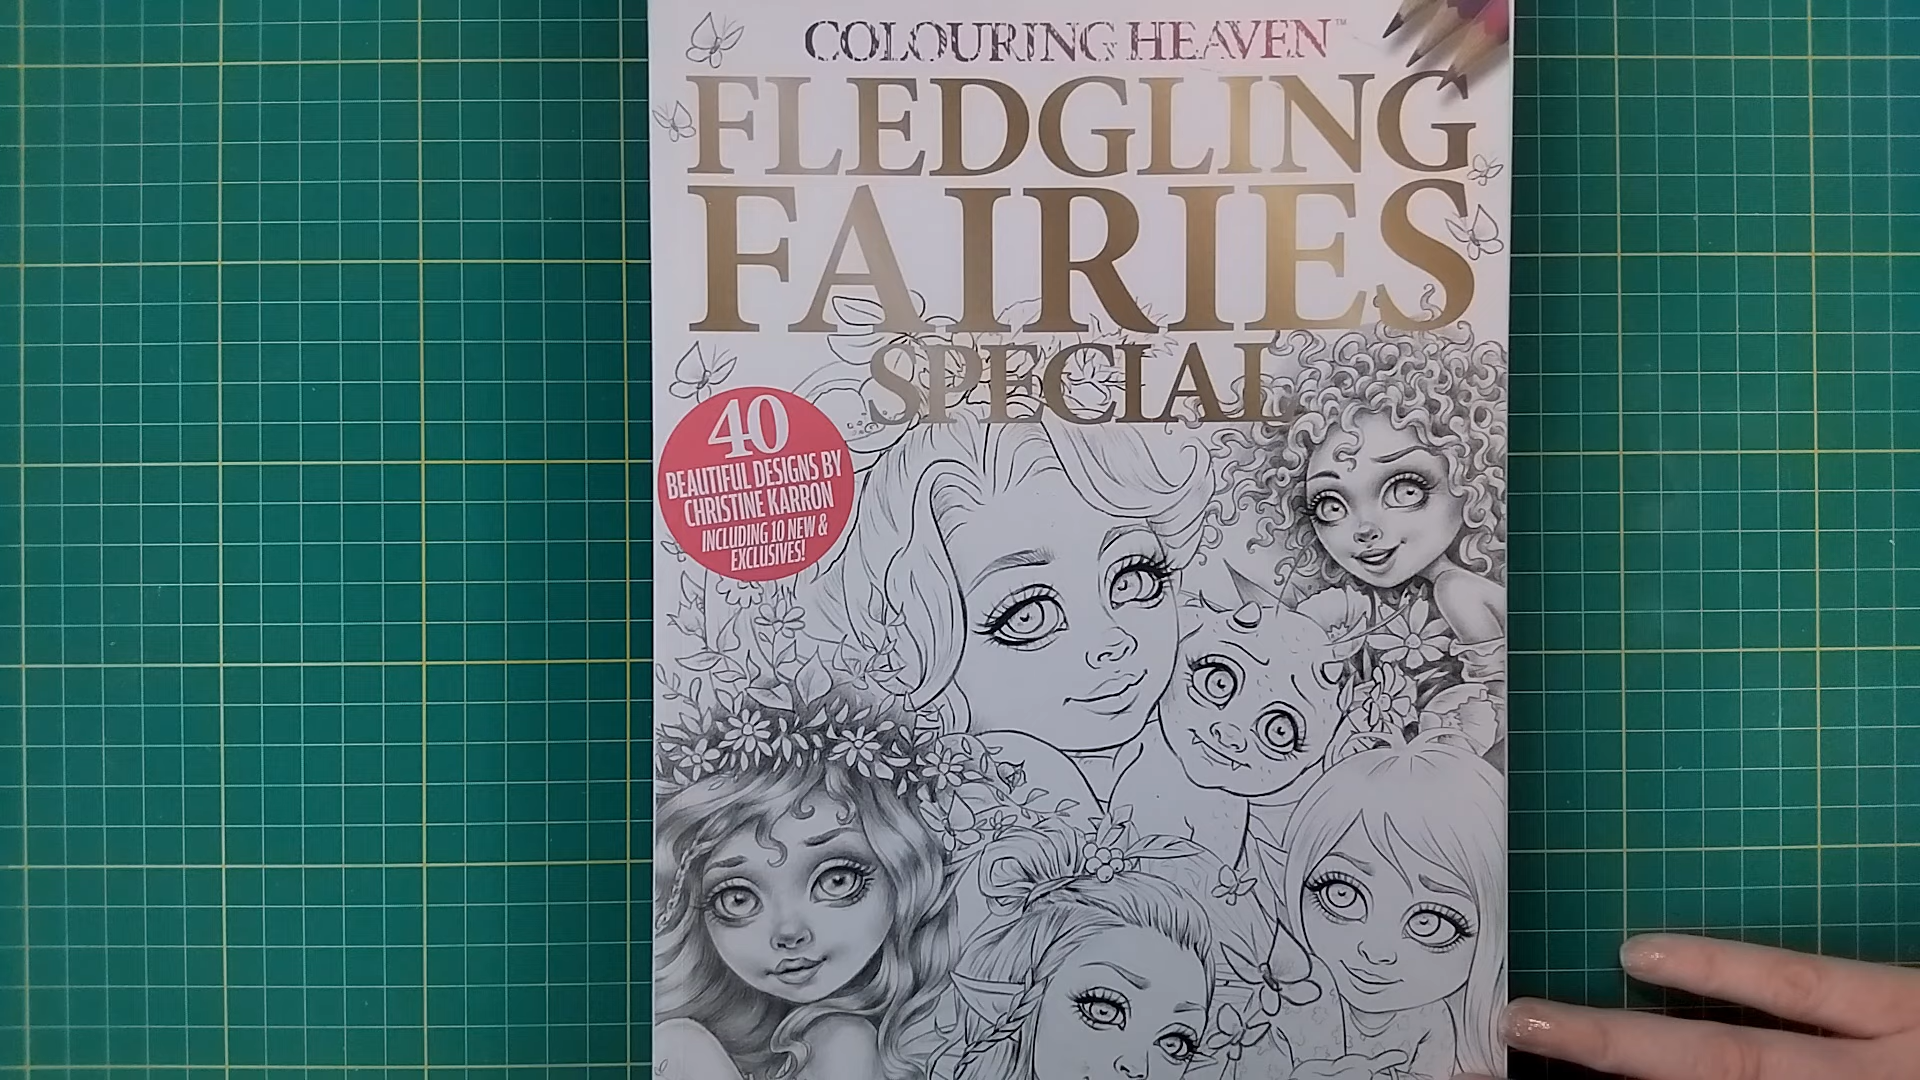 COLOURING HEAVEN™
FLEDGLING
FAIRIES
SPECIAL
40
BEAUTIFUL DESIGNS BY
CHRISTINE KARRON
INCLUDING 10 NEW &
EXCLUSIVES!